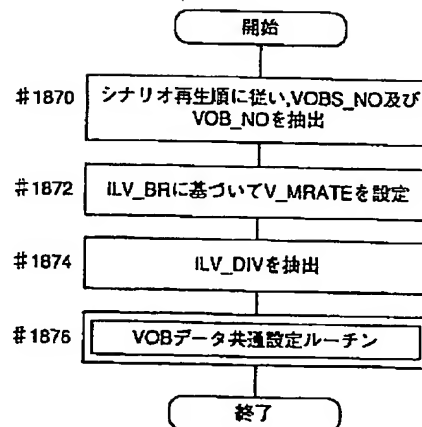 開始
#1870
シナリオ再生順に従い,VOBS_NO及び
VOB_NOを抽出
#1872
ILV_BRに基づいてV_MRATEを設定
#1874
ILV_DIVを抽出
#1876
VOBデータ共通設定ルーチン
終了